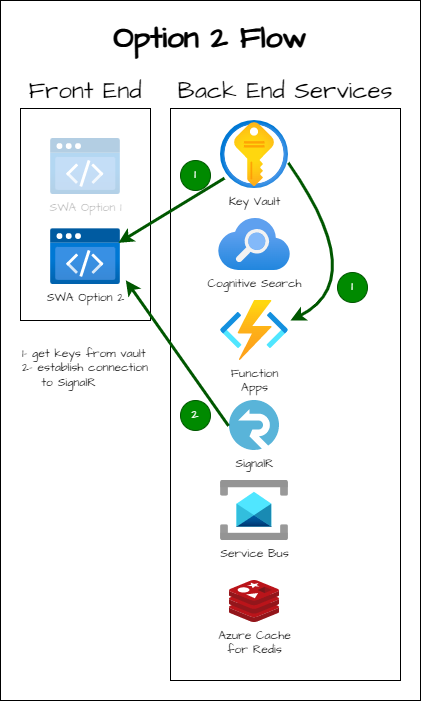 Option 2 Flow
Front End
Back End Services
SWA Option 1
SWA Option 2
1- get keys from vault
2- establish connection
to SignalR
1
Key Vault
Cognitive Search
1
Function
Apps
2
SignalR
Service Bus
Azure Cache
for Redis